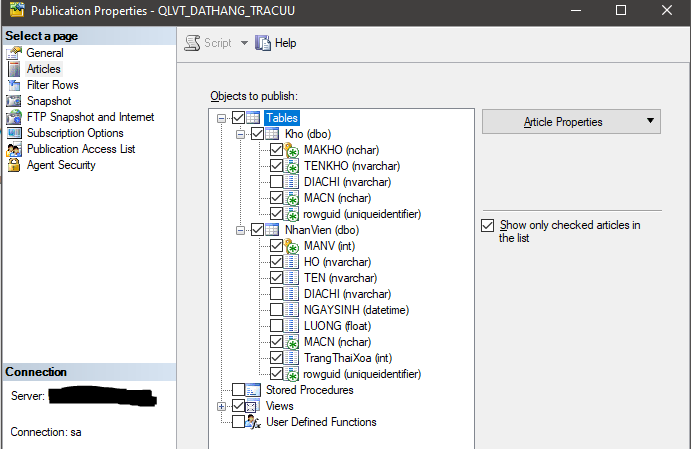 Publication Properties - QLVT_DATHANG_TRACUU
Select a page
General
Articles
Filter Rows
Snapshot
FTP Snapshot and Internet
Subscription Options
Publication Access List
Agent Security
Script
Help
Objects to publish:
Tables
Kho (dbo)
MAKHO (nchar)
TENKHO (nvarchar)
DIACHI (nvarchar)
MACN (nchar)
rowguid (uniqueidentifier)
NhanVien (dbo)
MANV (int)
HO (nvarchar)
TEN (nvarchar)
DIACHI (nvarchar)
NGAYSINH (datetime)
LUONG (float)
MACN (nchar)
TrangThaiXoa (int)
rowguid (uniqueidentifier)
Stored Procedures
Views
User Defined Functions
Article Properties
Show only checked articles in
the list
Connection
Server:
Connection: sa